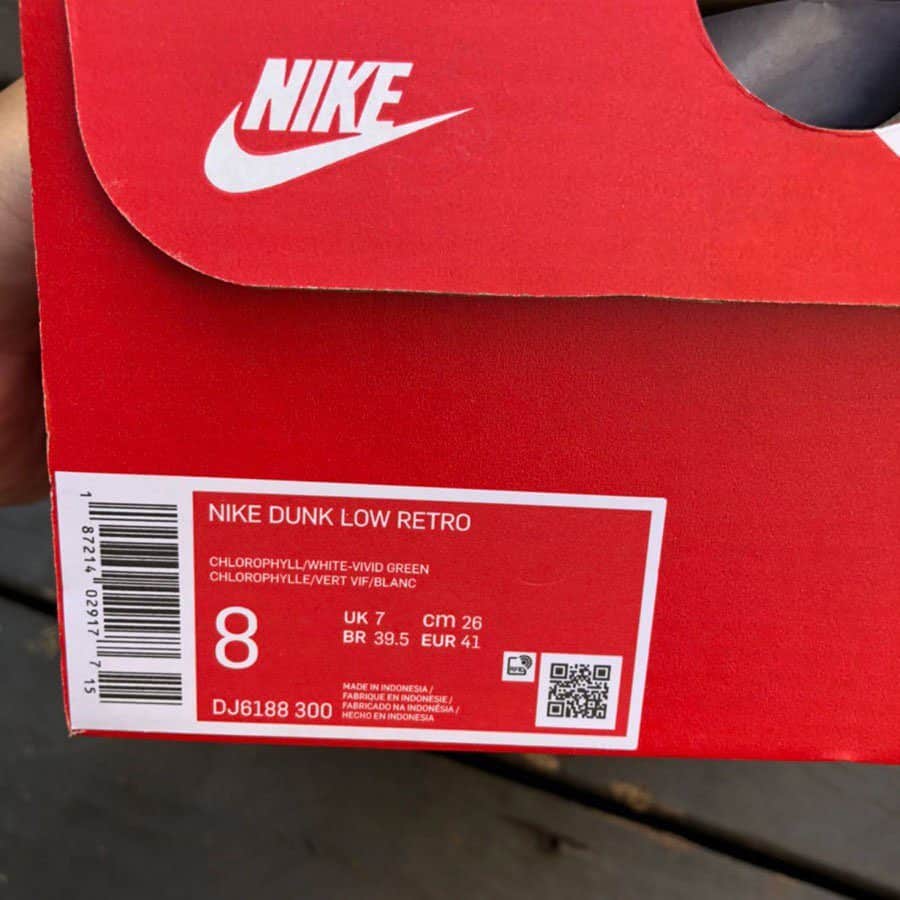 NIKE
NIKE DUNK LOW RETRO
CHLOROPHYLL/WHITE-VIVID GREEN
CHLOROPHYLLE/VERT VIF/BLANC
8
UK 7 cm 26
BR 39.5 EUR 41
DJ6188 300
MADE IN INDONESIA /
FABRIQUE EN INDONESIE /
FABRICADO NA INDONÉSIA /
HECHO EN INDONESIA
1 87214 02917 7 15